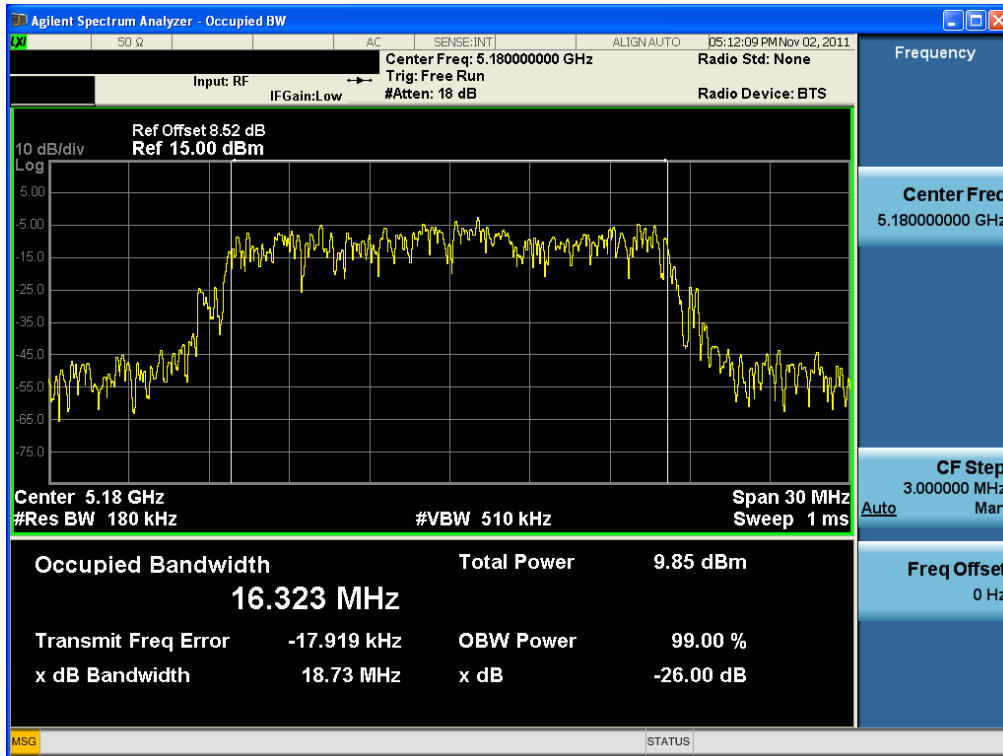 Agilent Spectrum Analyzer - Occupied BW
LXI 50 Ω AC SENSE:INT ALIGN AUTO 05:12:09 PM Nov 02, 2011
Center Freq: 5.180000000 GHz Radio Std: None
Input: RF Trig: Free Run
IFGain:Low #Atten: 18 dB Radio Device: BTS
Ref Offset 8.52 dB
10 dB/div Ref 15.00 dBm
Log
5.00
-5.00
-15.0
-25.0
-35.0
-45.0
-55.0
-65.0
-75.0
Center 5.18 GHz Span 30 MHz
#Res BW 180 kHz #VBW 510 kHz Sweep 1 ms
Occupied Bandwidth Total Power 9.85 dBm
16.323 MHz
Transmit Freq Error -17.919 kHz OBW Power 99.00 %
x dB Bandwidth 18.73 MHz x dB -26.00 dB
MSG STATUS
Frequency
Center Freq
5.180000000 GHz
CF Step
3.000000 MHz
Auto Man
Freq Offset
0 Hz